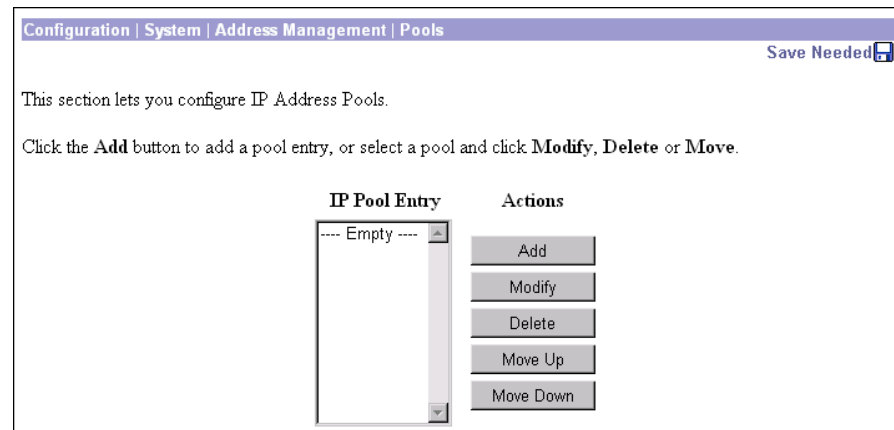 Configuration | System | Address Management | Pools
Save Needed
This section lets you configure IP Address Pools.
Click the Add button to add a pool entry, or select a pool and click Modify, Delete or Move.
IP Pool Entry
Actions
---- Empty ----
Add
Modify
Delete
Move Up
Move Down